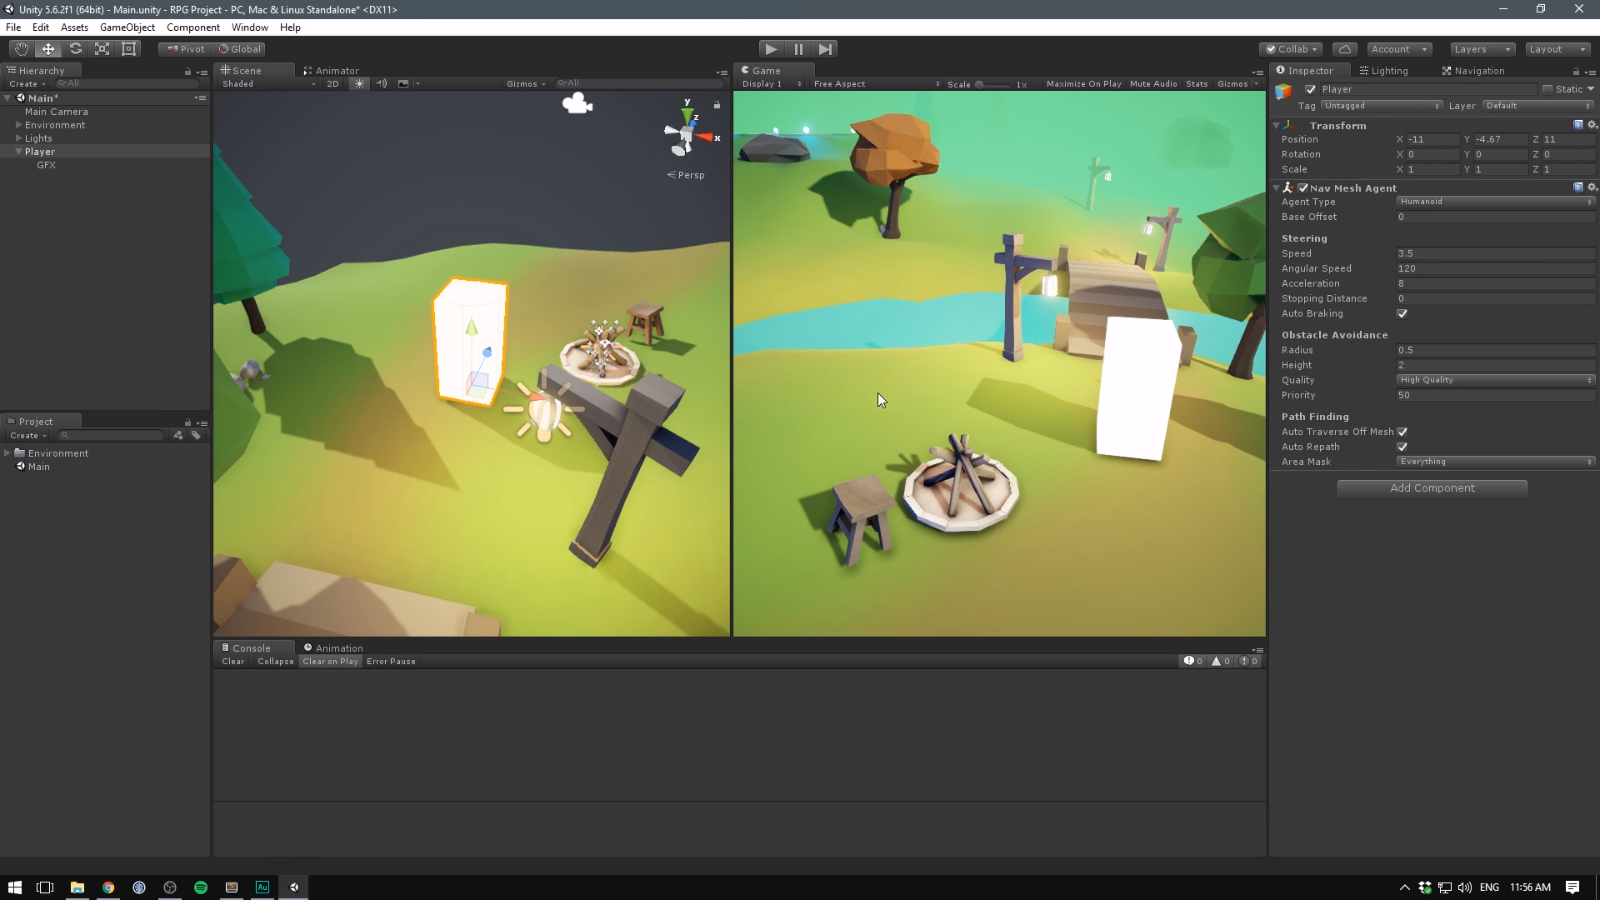 Unity 5.6.2f1 (64bit) - Main.unity - RPG Project - PC, Mac & Linux Standalone* <DX11>
File Edit Assets GameObject Component Window Help
Pivot Global Collab Account Layers Layout
Hierarchy
Create All
Main*
Main Camera
Environment
Lights
Player
GFX
Project
Create
Environment
Main
Scene Animator
Shaded 2D Gizmos All
y
z
x
Persp
Game
Display 1 Free Aspect Scale 1x Maximize On Play Mute Audio Stats Gizmos
Console Animation
Clear Collapse Clear on Play Error Pause 0 0 0
Inspector Lighting Navigation
Player Static
Tag Untagged Layer Default
Transform
Position X -11 Y -4.67 Z 11
Rotation X 0 Y 0 Z 0
Scale X 1 Y 1 Z 1
Nav Mesh Agent
Agent Type Humanoid
Base Offset 0
Steering
Speed 3.5
Angular Speed 120
Acceleration 8
Stopping Distance 0
Auto Braking
Obstacle Avoidance
Radius 0.5
Height 2
Quality High Quality
Priority 50
Path Finding
Auto Traverse Off Mesh
Auto Repath
Area Mask Everything
Add Component
Au ENG 11:56 AM